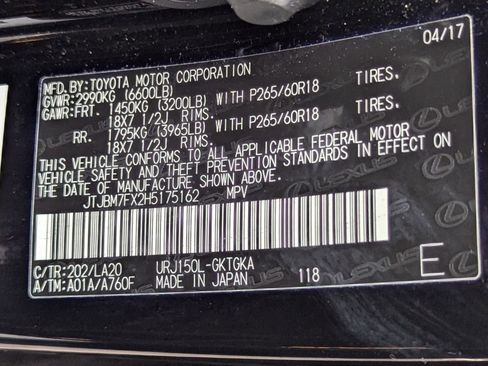 04/17
MFD. BY:TOYOTA MOTOR CORPORATION
GVWR:2990KG (6600LB)
GAWR:FRT. 1450KG (3200LB) WITH P265/60R18 TIRES,
18X7 1/2J RIMS.
RR. 1795KG (3965LB) WITH P265/60R18 TIRES,
18X7 1/2J RIMS.
THIS VEHICLE CONFORMS TO ALL APPLICABLE FEDERAL MOTOR
VEHICLE SAFETY AND THEFT PREVENTION STANDARDS IN EFFECT ON
THE DATE OF MANUFACTURE SHOWN ABOVE.
JTJBM7FX2H5175162 MPV
C/TR:202/LA20 URJ150L-GKTGKA
A/TM:A01A/A760F MADE IN JAPAN 118 E